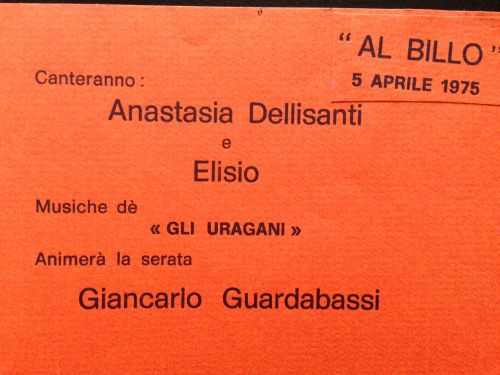 " AL BILLO "
5 APRILE 1975
Canteranno :
Anastasia Dellisanti
e
Elisio
Musiche dè
« GLI URAGANI »
Animerà la serata
Giancarlo Guardabassi